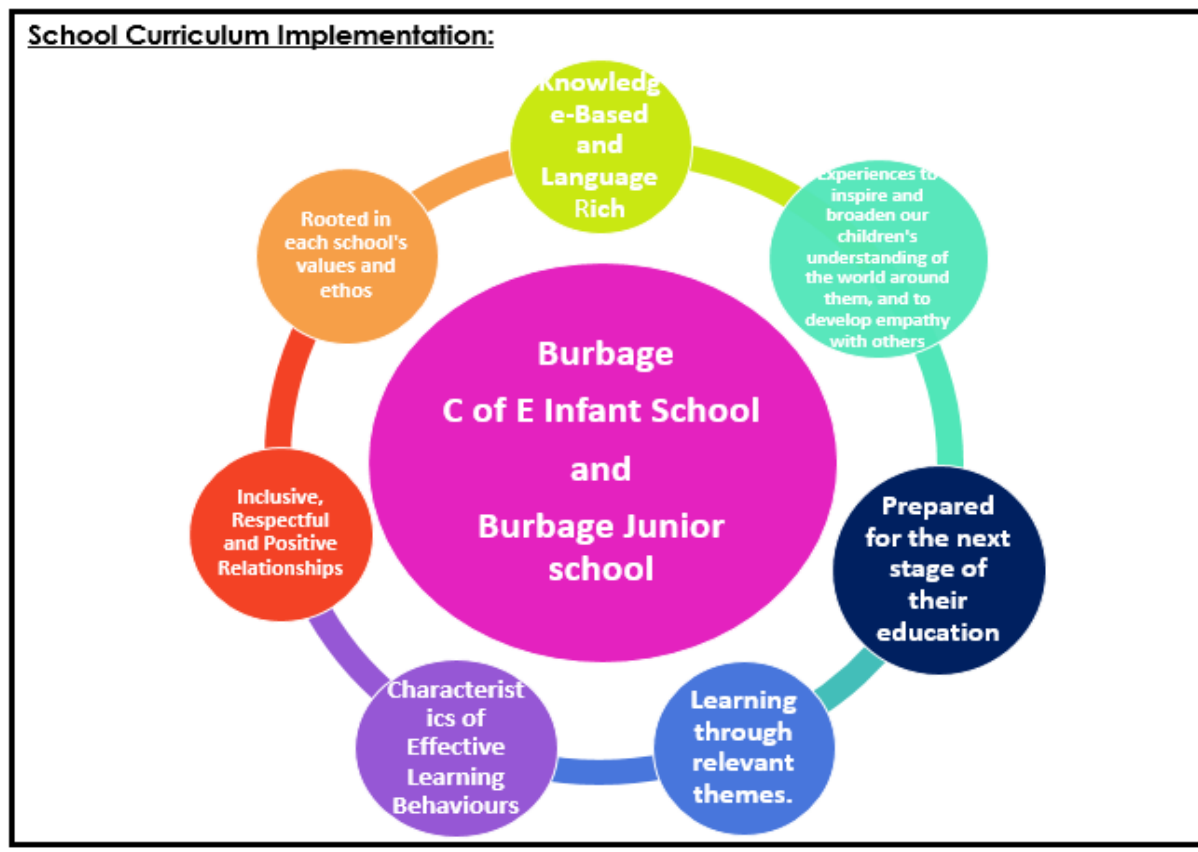 School Curriculum Implementation:
Knowledg
e-Based
and
Language
Rich
Experiences to
inspire and
broaden our
children's
understanding of
the world around
them, and to
develop empathy
with others
Prepared
for the next
stage of
their
education
Learning
through
relevant
themes.
Characterist
ics of
Effective
Learning
Behaviours
Inclusive,
Respectful
and Positive
Relationships
Rooted in
each school's
values and
ethos
Burbage
C of E Infant School
and
Burbage Junior
school